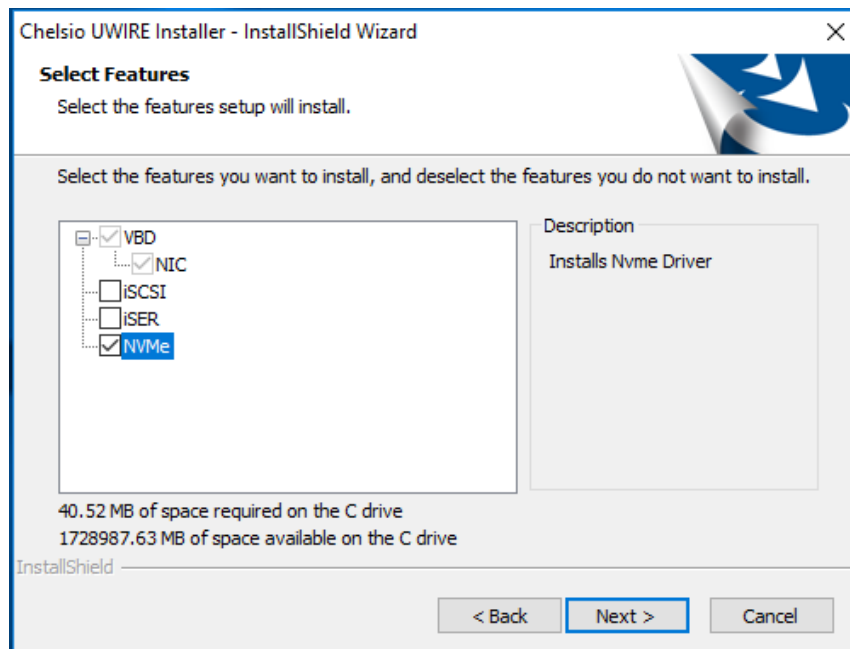 Chelsio UWIRE Installer - InstallShield Wizard
Select Features
Select the features setup will install.
Select the features you want to install, and deselect the features you do not want to install.
VBD
NIC
iSCSI
iSER
NVMe
Description
Installs Nvme Driver
40.52 MB of space required on the C drive
1728987.63 MB of space available on the C drive
InstallShield
< Back Next > Cancel